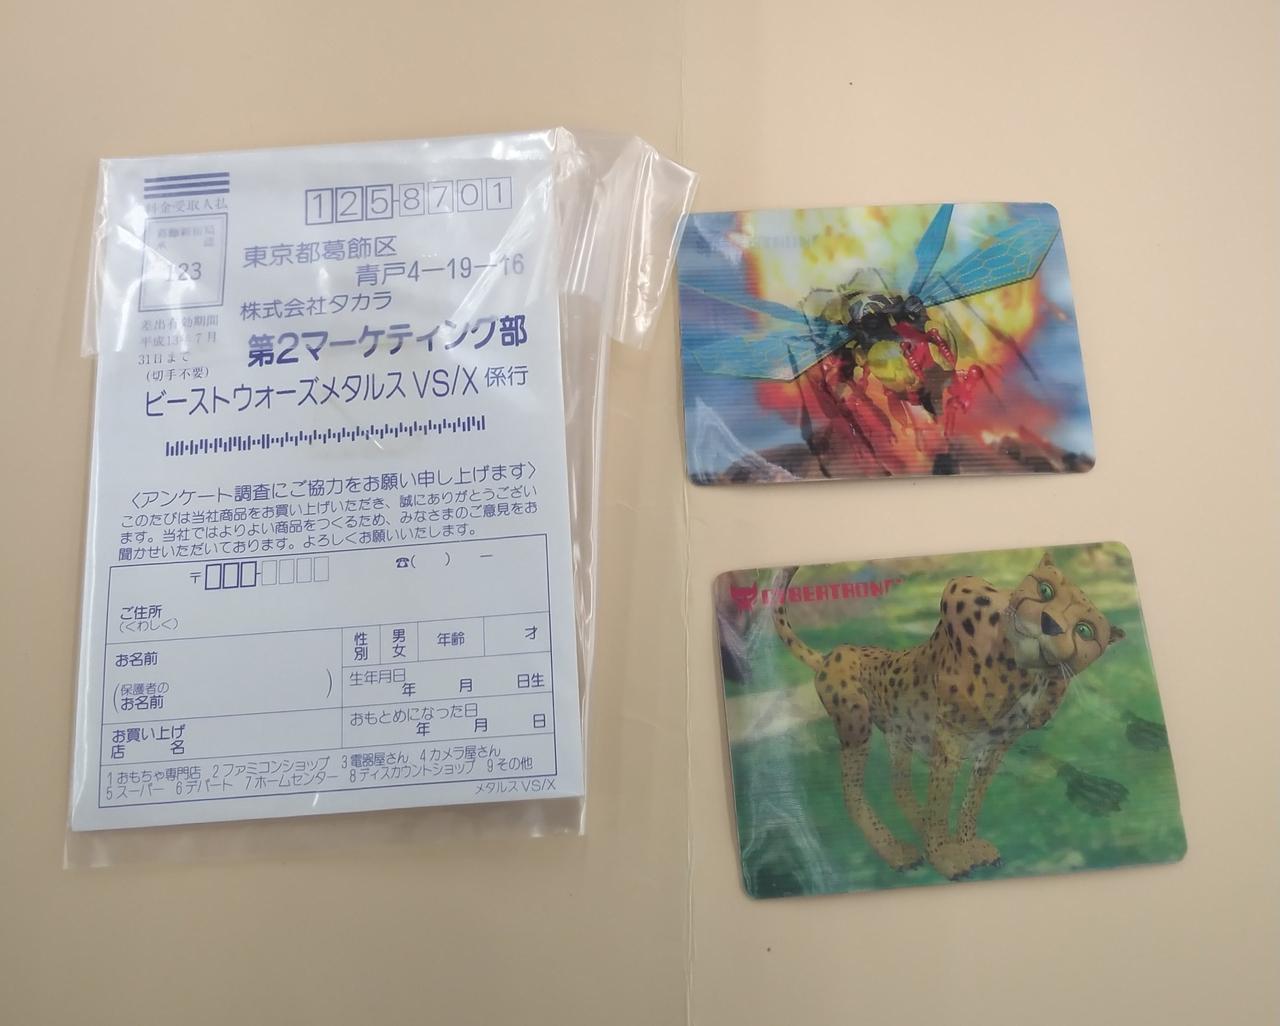 料金受取人払
1258701
葛飾新宿局
承　認
123
差出有効期間
平成13年7月
31日まで
(切手不要)
東京都葛飾区
青戸4−19−16
株式会社タカラ
第2マーケティング部
ビーストウォーズメタルス VS/X 係行
〈アンケート調査にご協力をお願い申し上げます〉
このたびは当社商品をお買い上げいただき、誠にありがとうござい
ます。当社ではよりよい商品をつくるため、みなさまのご意見をお
聞かせいただいております。よろしくお願いいたします。
〒 ☎( ) −
ご住所
(くわしく)
お名前
(保護者の
お名前 )
性別 男女 年齢 才
生年月日
年 月 日生
お買い上げ
店　名
おもとめになった日
年 月 日
1 おもちゃ専門店 2 ファミコンショップ 3 電器屋さん 4 カメラ屋さん
5 スーパー 6 デパート 7 ホームセンター 8 ディスカウントショップ 9 その他
メタルス VS/X
CYBERTRON